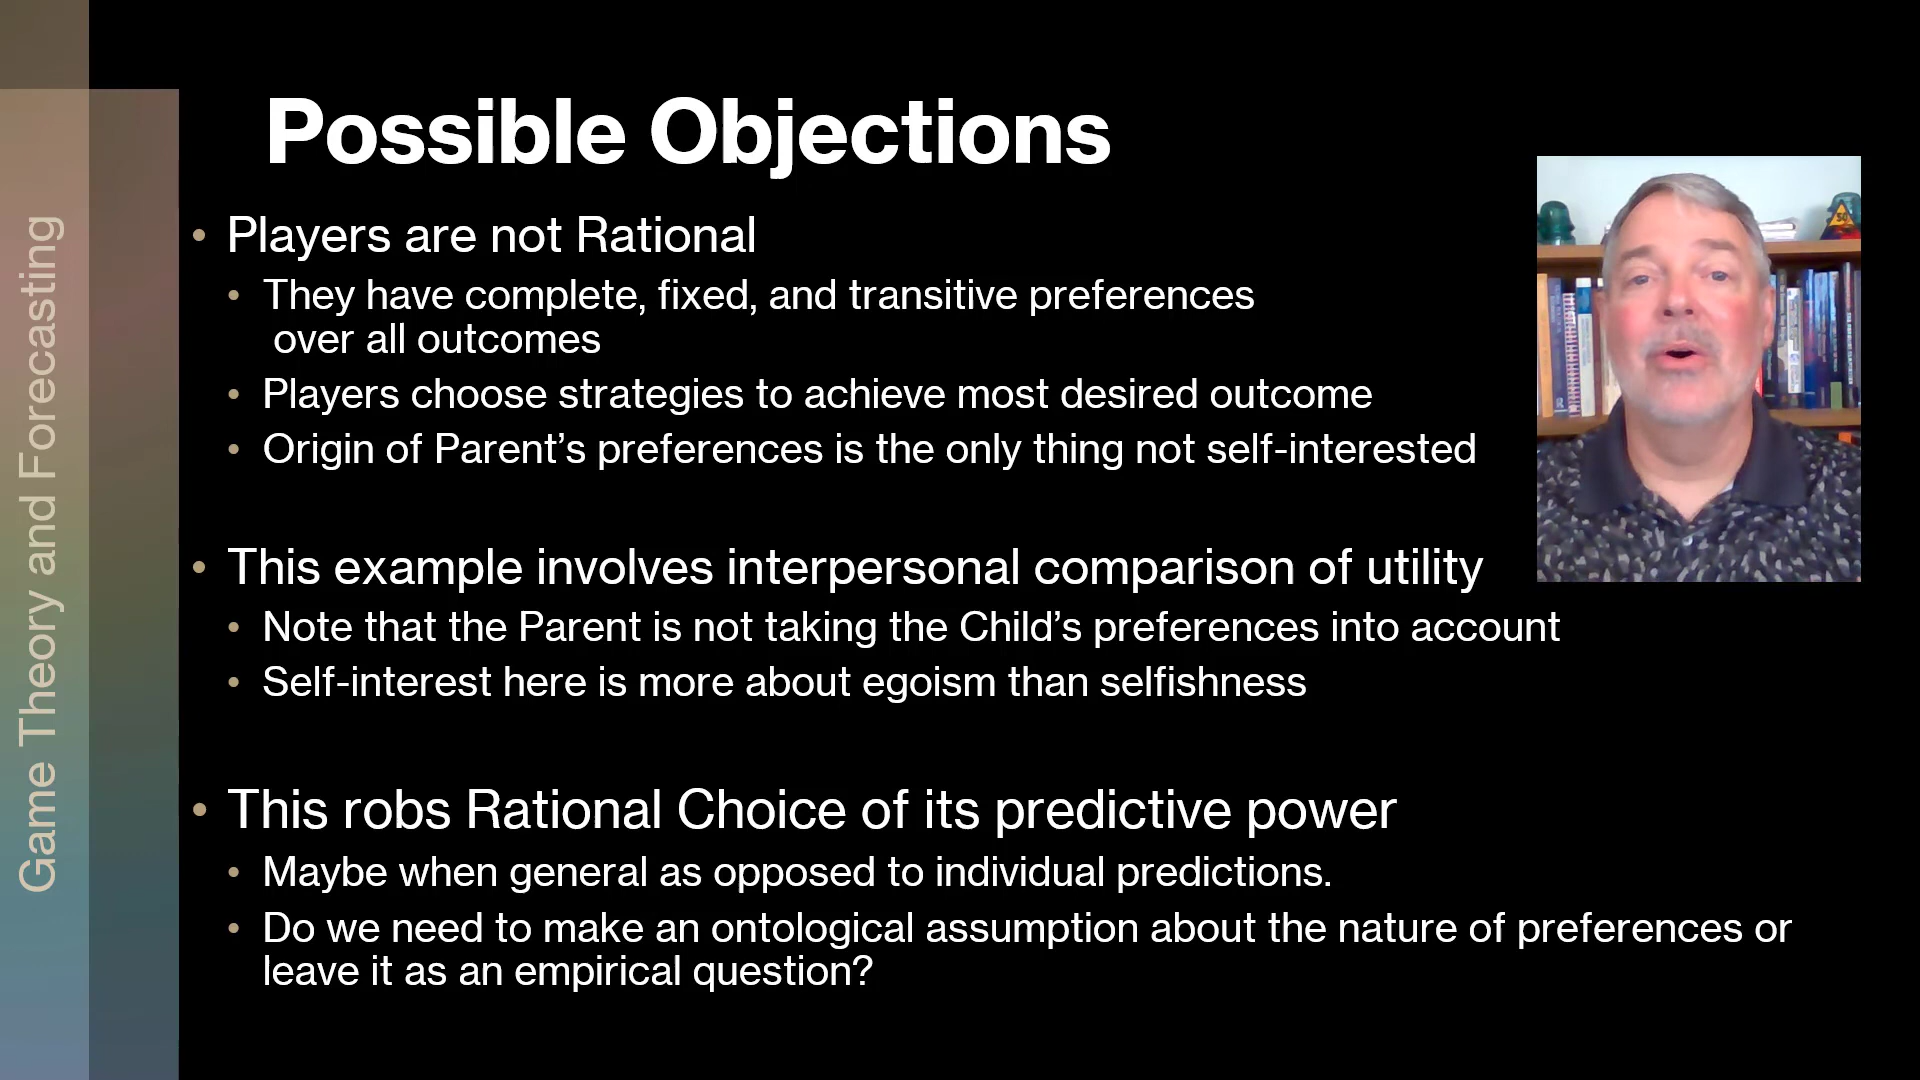 Game Theory and Forecasting
Possible Objections
• Players are not Rational
• They have complete, fixed, and transitive preferences
over all outcomes
• Players choose strategies to achieve most desired outcome
• Origin of Parent’s preferences is the only thing not self-interested
• This example involves interpersonal comparison of utility
• Note that the Parent is not taking the Child’s preferences into account
• Self-interest here is more about egoism than selfishness
• This robs Rational Choice of its predictive power
• Maybe when general as opposed to individual predictions.
• Do we need to make an ontological assumption about the nature of preferences or
leave it as an empirical question?